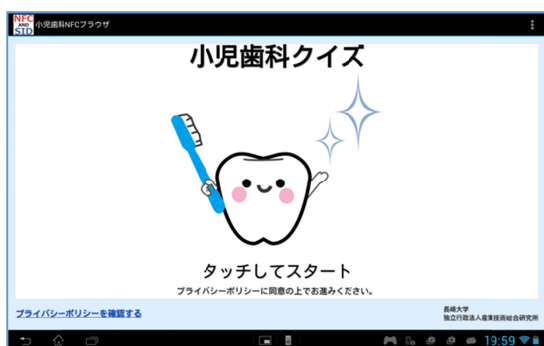 NFC
AND
STD
小児歯科NFCブラウザ
小児歯科クイズ
タッチしてスタート
プライバシーポリシーに同意の上でお進みください。
プライバシーポリシーを確認する
長崎大学
独立行政法人産業技術総合研究所
19:59